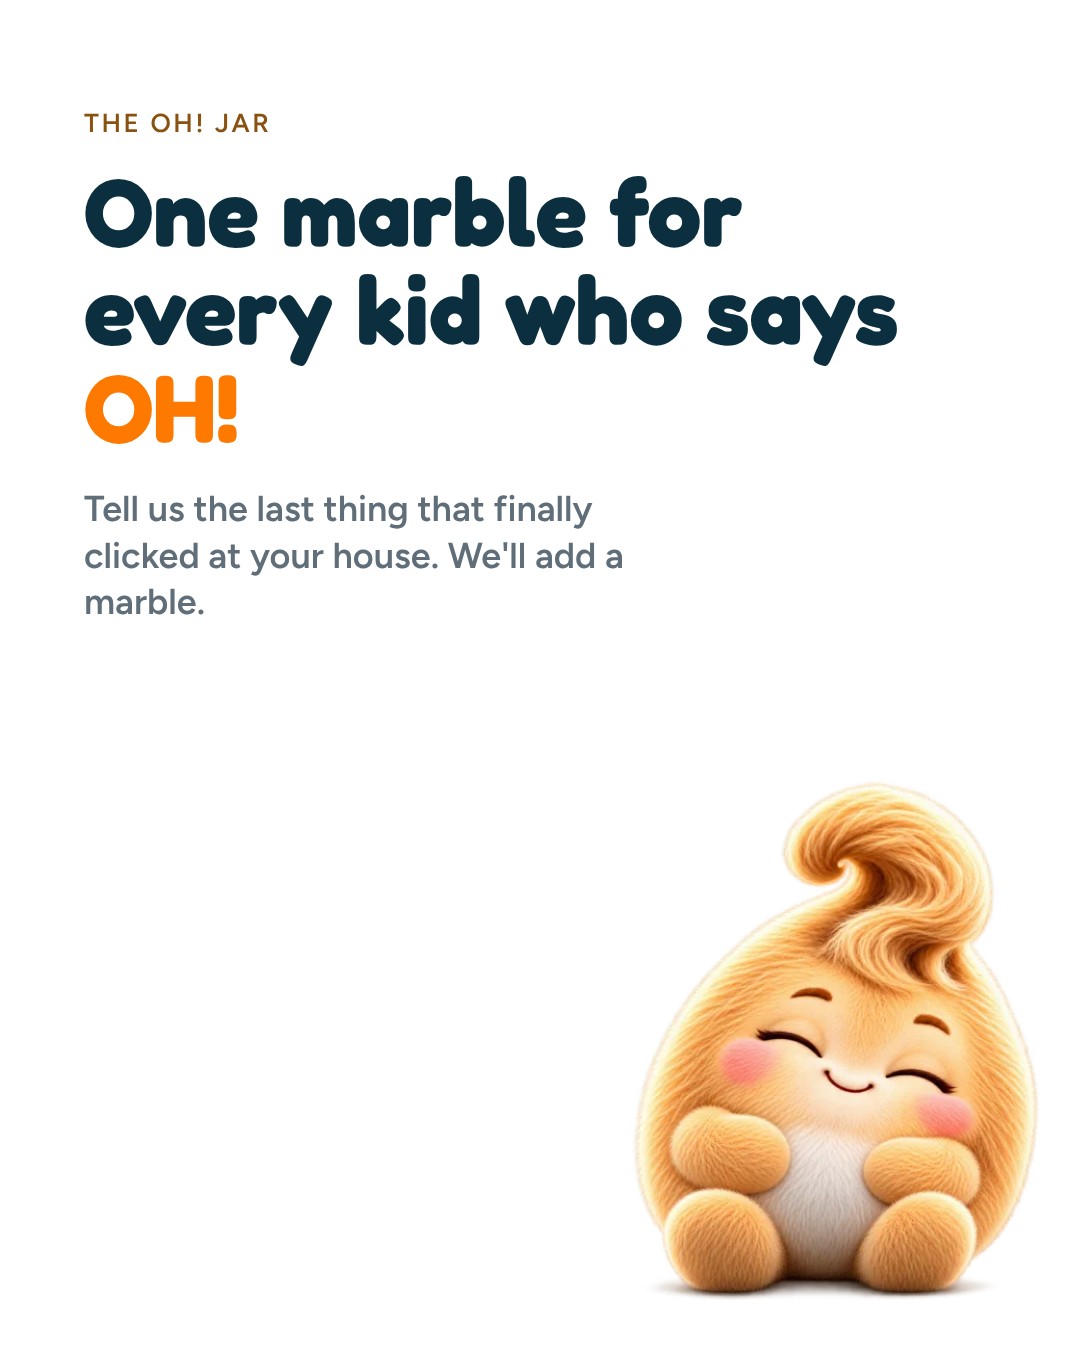 THE OH! JAR
One marble for
every kid who says
OH!
Tell us the last thing that finally
clicked at your house. We'll add a
marble.